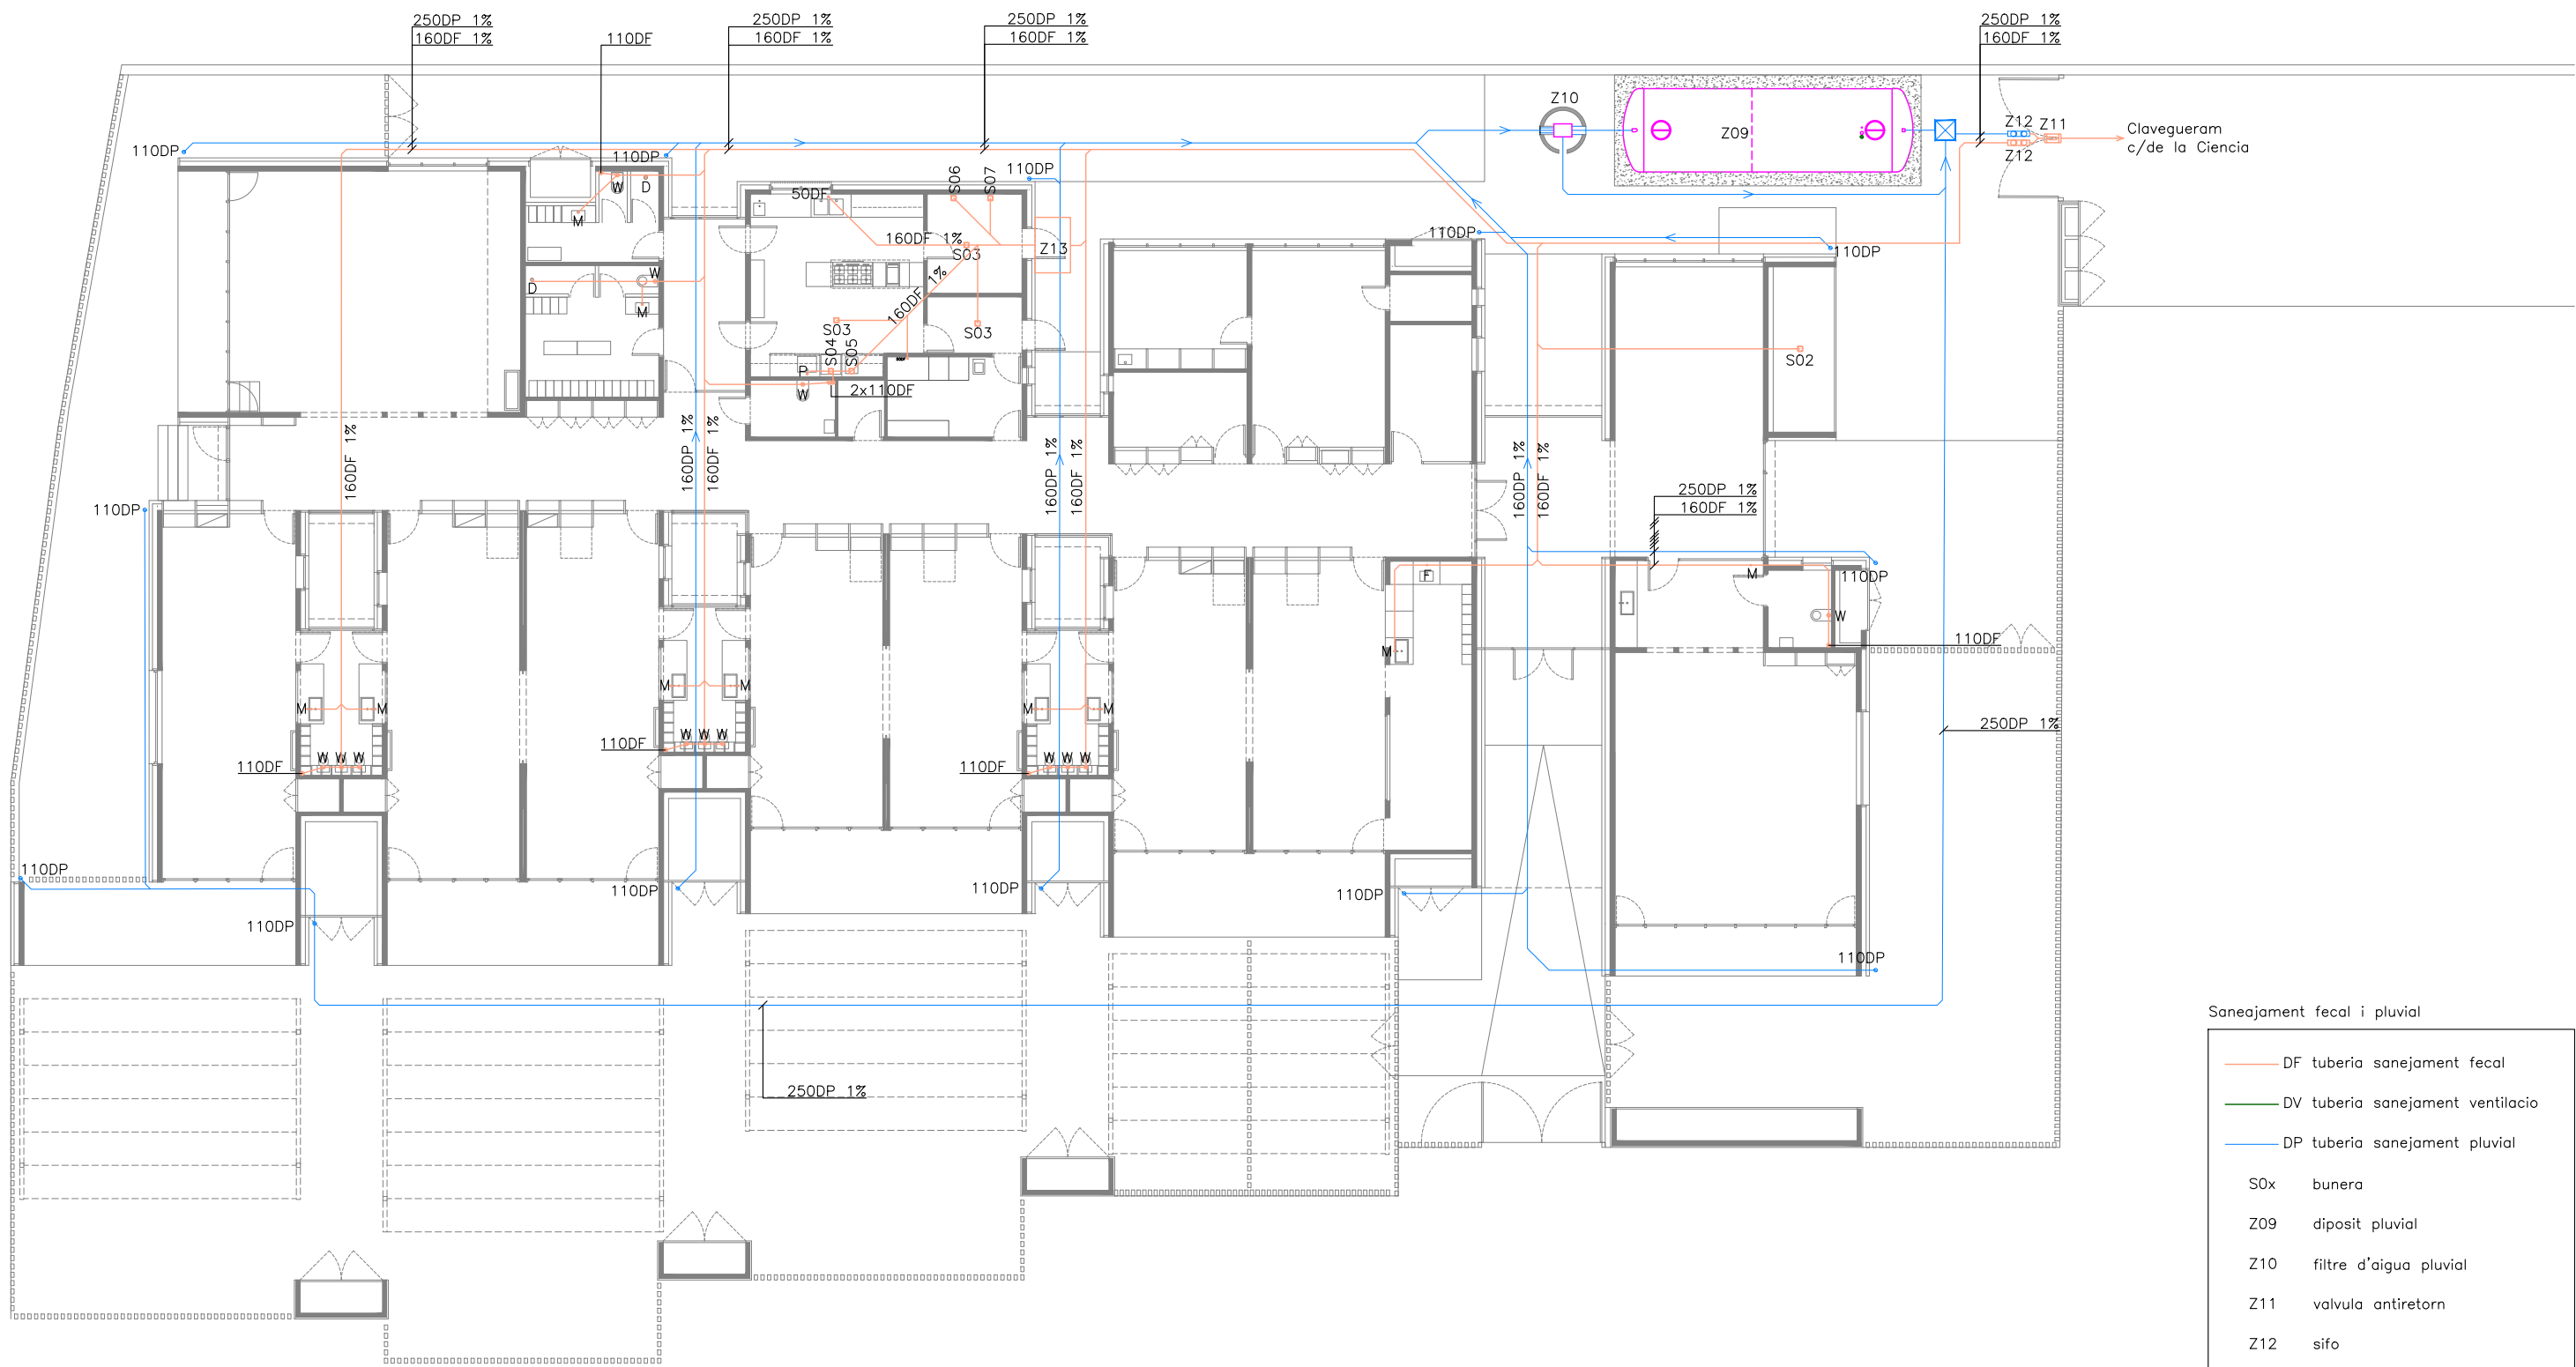 250DP 1%
160DF 1%
110DF
250DP 1%
160DF 1%
250DP 1%
160DF 1%
250DP 1%
160DF 1%
Z10
Z09
Z12
Z11
Z12
Clavegueram
c/de la Ciencia
110DP
110DP
110DP
W
D
M
50DF
S06
S07
160DF 1%
S03
Z13
110DP
110DP
D
W
M
160DF 1%
S03
S03
S04
S05
P
W
2x110DF
S02
160DF 1%
160DP 1%
160DF 1%
160DP 1%
160DF 1%
160DP 1%
160DF 1%
250DP 1%
160DF 1%
110DP
F
M
110DP
W
110DF
M
M
M
M
M
M
M
W W W
110DF
W W W
110DF
W W W
110DF
250DP 1%
110DP
110DP
110DP
110DP
110DP
110DP
250DP 1%
Saneajament fecal i pluvial
DF tuberia sanejament fecal
DV tuberia sanejament ventilacio
DP tuberia sanejament pluvial
S0x bunera
Z09 diposit pluvial
Z10 filtre d'aigua pluvial
Z11 valvula antiretorn
Z12 sifo